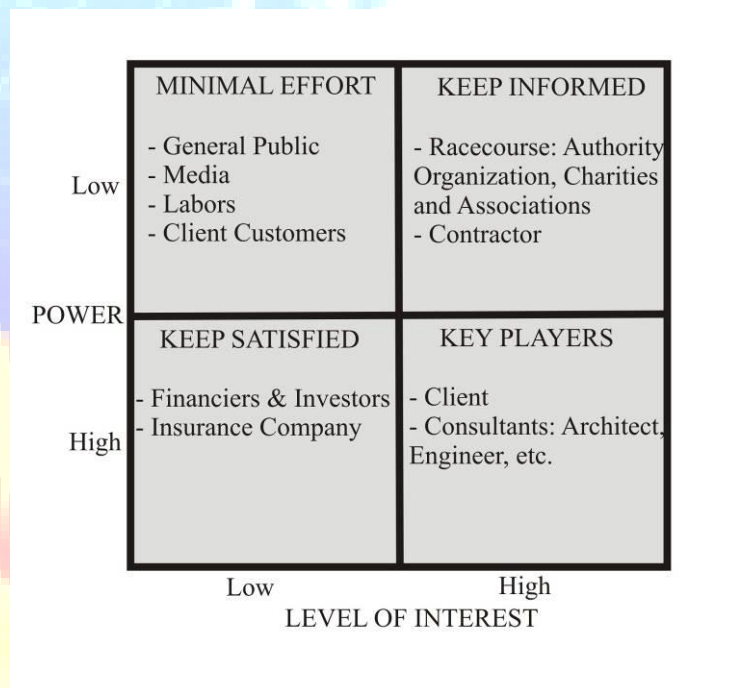 MINIMAL EFFORT
- General Public
- Media
- Labors
- Client Customers
KEEP INFORMED
- Racecourse: Authority
Organization, Charities
and Associations
- Contractor
Low
POWER
KEEP SATISFIED
- Financiers & Investors
- Insurance Company
KEY PLAYERS
- Client
- Consultants: Architect,
Engineer, etc.
High
Low
High
LEVEL OF INTEREST